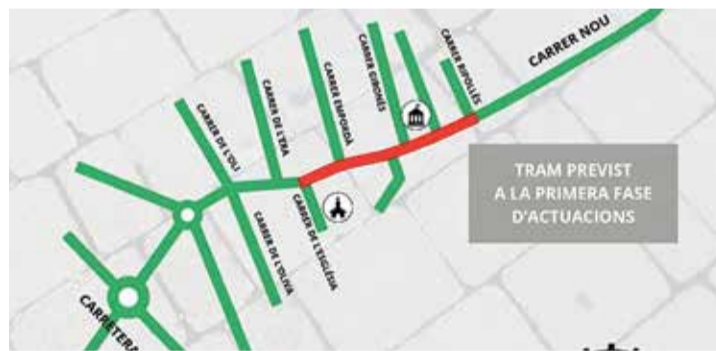 CARRER NOU
CARRER RIPOLLÈS
CARRER GIRONÈS
CARRER EMPORDÀ
CARRER DE L'ERA
CARRER DE L'OLI
TRAM PREVIST
A LA PRIMERA FASE
D'ACTUACIONS
CARRER DE L'ESGLÉSIA
CARRER DE L'OLIVA
CARRETERA